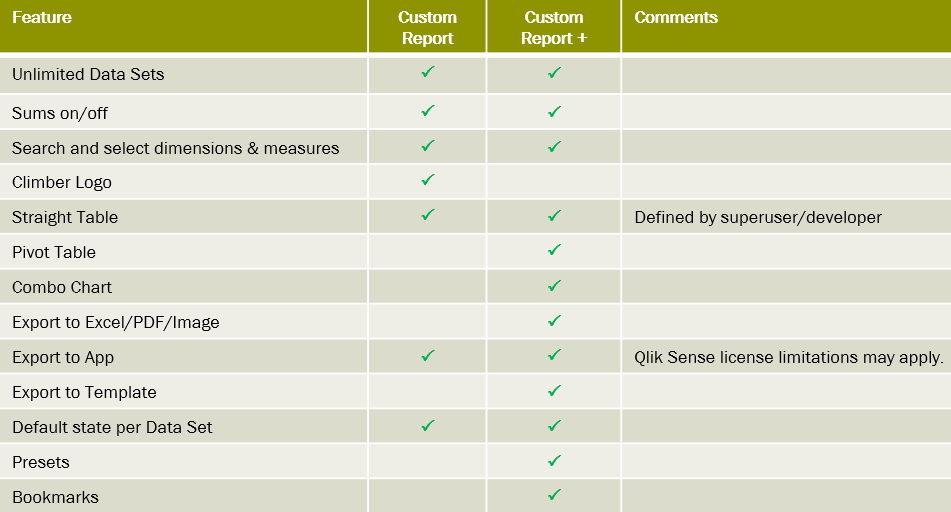 Feature Custom Report Custom Report + Comments
Unlimited Data Sets ✓ ✓
Sums on/off ✓ ✓
Search and select dimensions & measures ✓ ✓
Climber Logo ✓
Straight Table ✓ ✓ Defined by superuser/developer
Pivot Table ✓
Combo Chart ✓
Export to Excel/PDF/Image ✓
Export to App ✓ ✓ Qlik Sense license limitations may apply.
Export to Template ✓
Default state per Data Set ✓ ✓
Presets ✓
Bookmarks ✓